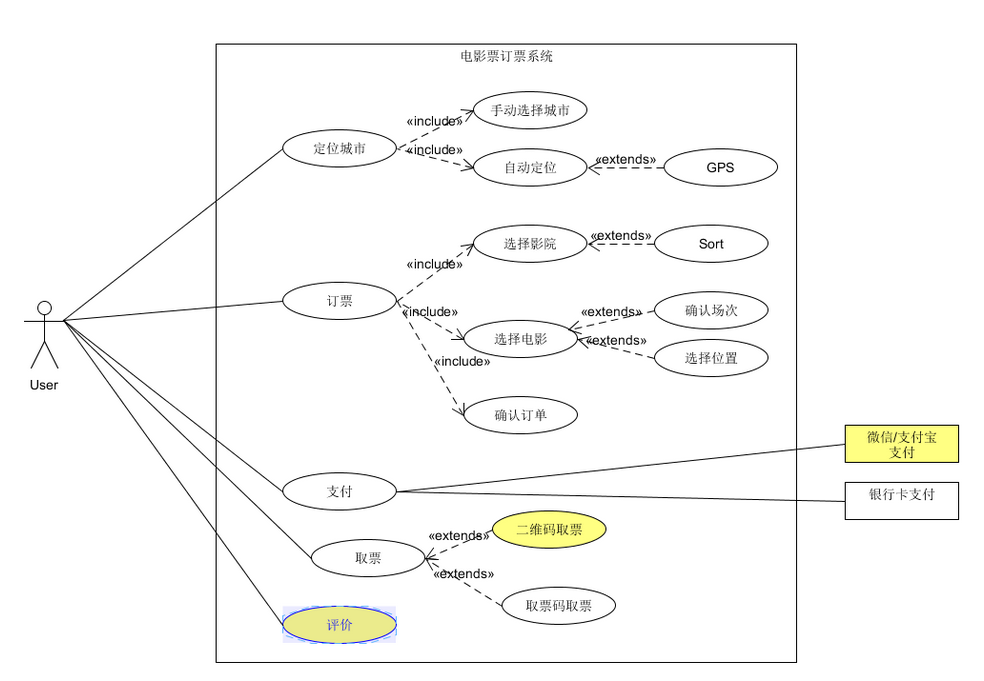 电影票订票系统
手动选择城市
«include»
定位城市
«include»
自动定位
«extends»
GPS
选择影院
«extends»
Sort
«include»
订票
«include»
选择电影
«extends»
确认场次
«extends»
选择位置
«include»
确认订单
User
微信/支付宝
支付
支付
银行卡支付
二维码取票
«extends»
取票
«extends»
取票码取票
评价